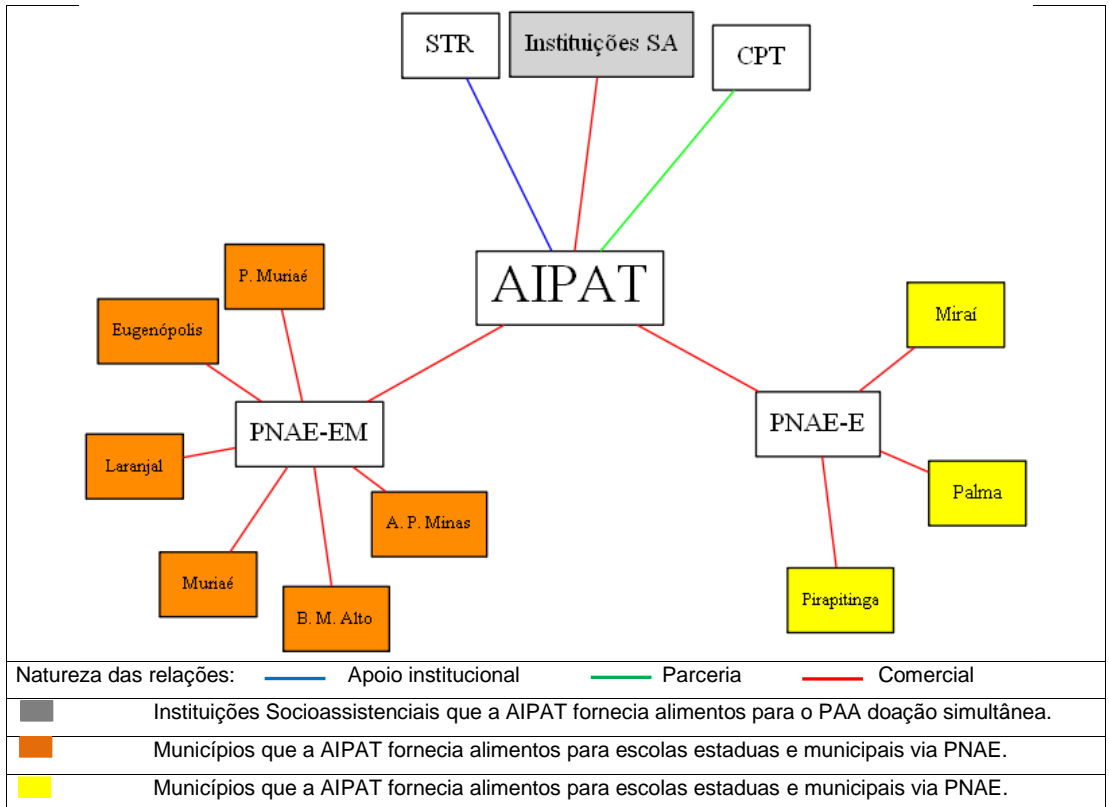 STR
Instituições SA
CPT
AIPAT
P. Muriaé
Eugenópolis
Miraí
PNAE-EM
PNAE-E
Laranjal
Palma
A. P. Minas
Muriaé
B. M. Alto
Pirapitinga
Natureza das relações: Apoio institucional Parceria Comercial
Instituições Socioassistenciais que a AIPAT fornecia alimentos para o PAA doação simultânea.
Municípios que a AIPAT fornecia alimentos para escolas estaduas e municipais via PNAE.
Municípios que a AIPAT fornecia alimentos para escolas estaduas e municipais via PNAE.